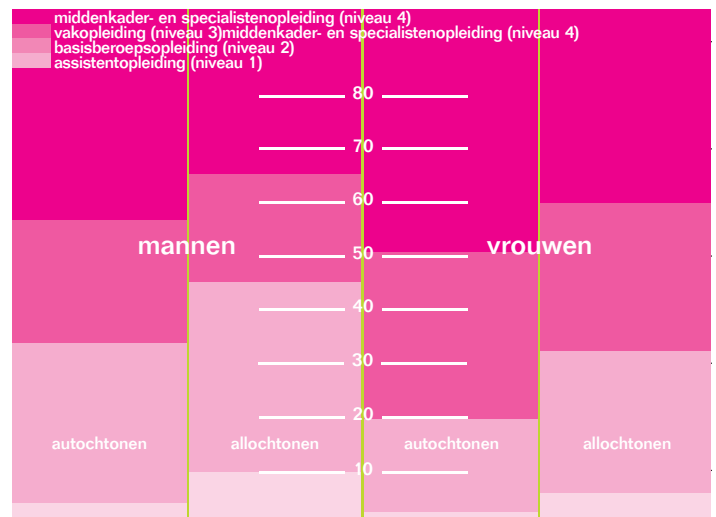 middenkader- en specialistenopleiding (niveau 4)
vakopleiding (niveau 3)middenkader- en specialistenopleiding (niveau 4)
basisberoepsopleiding (niveau 2)
assistentopleiding (niveau 1)
80
70
60
mannen
vrouwen
50
40
30
20
autochtonen
allochtonen
autochtonen
allochtonen
10